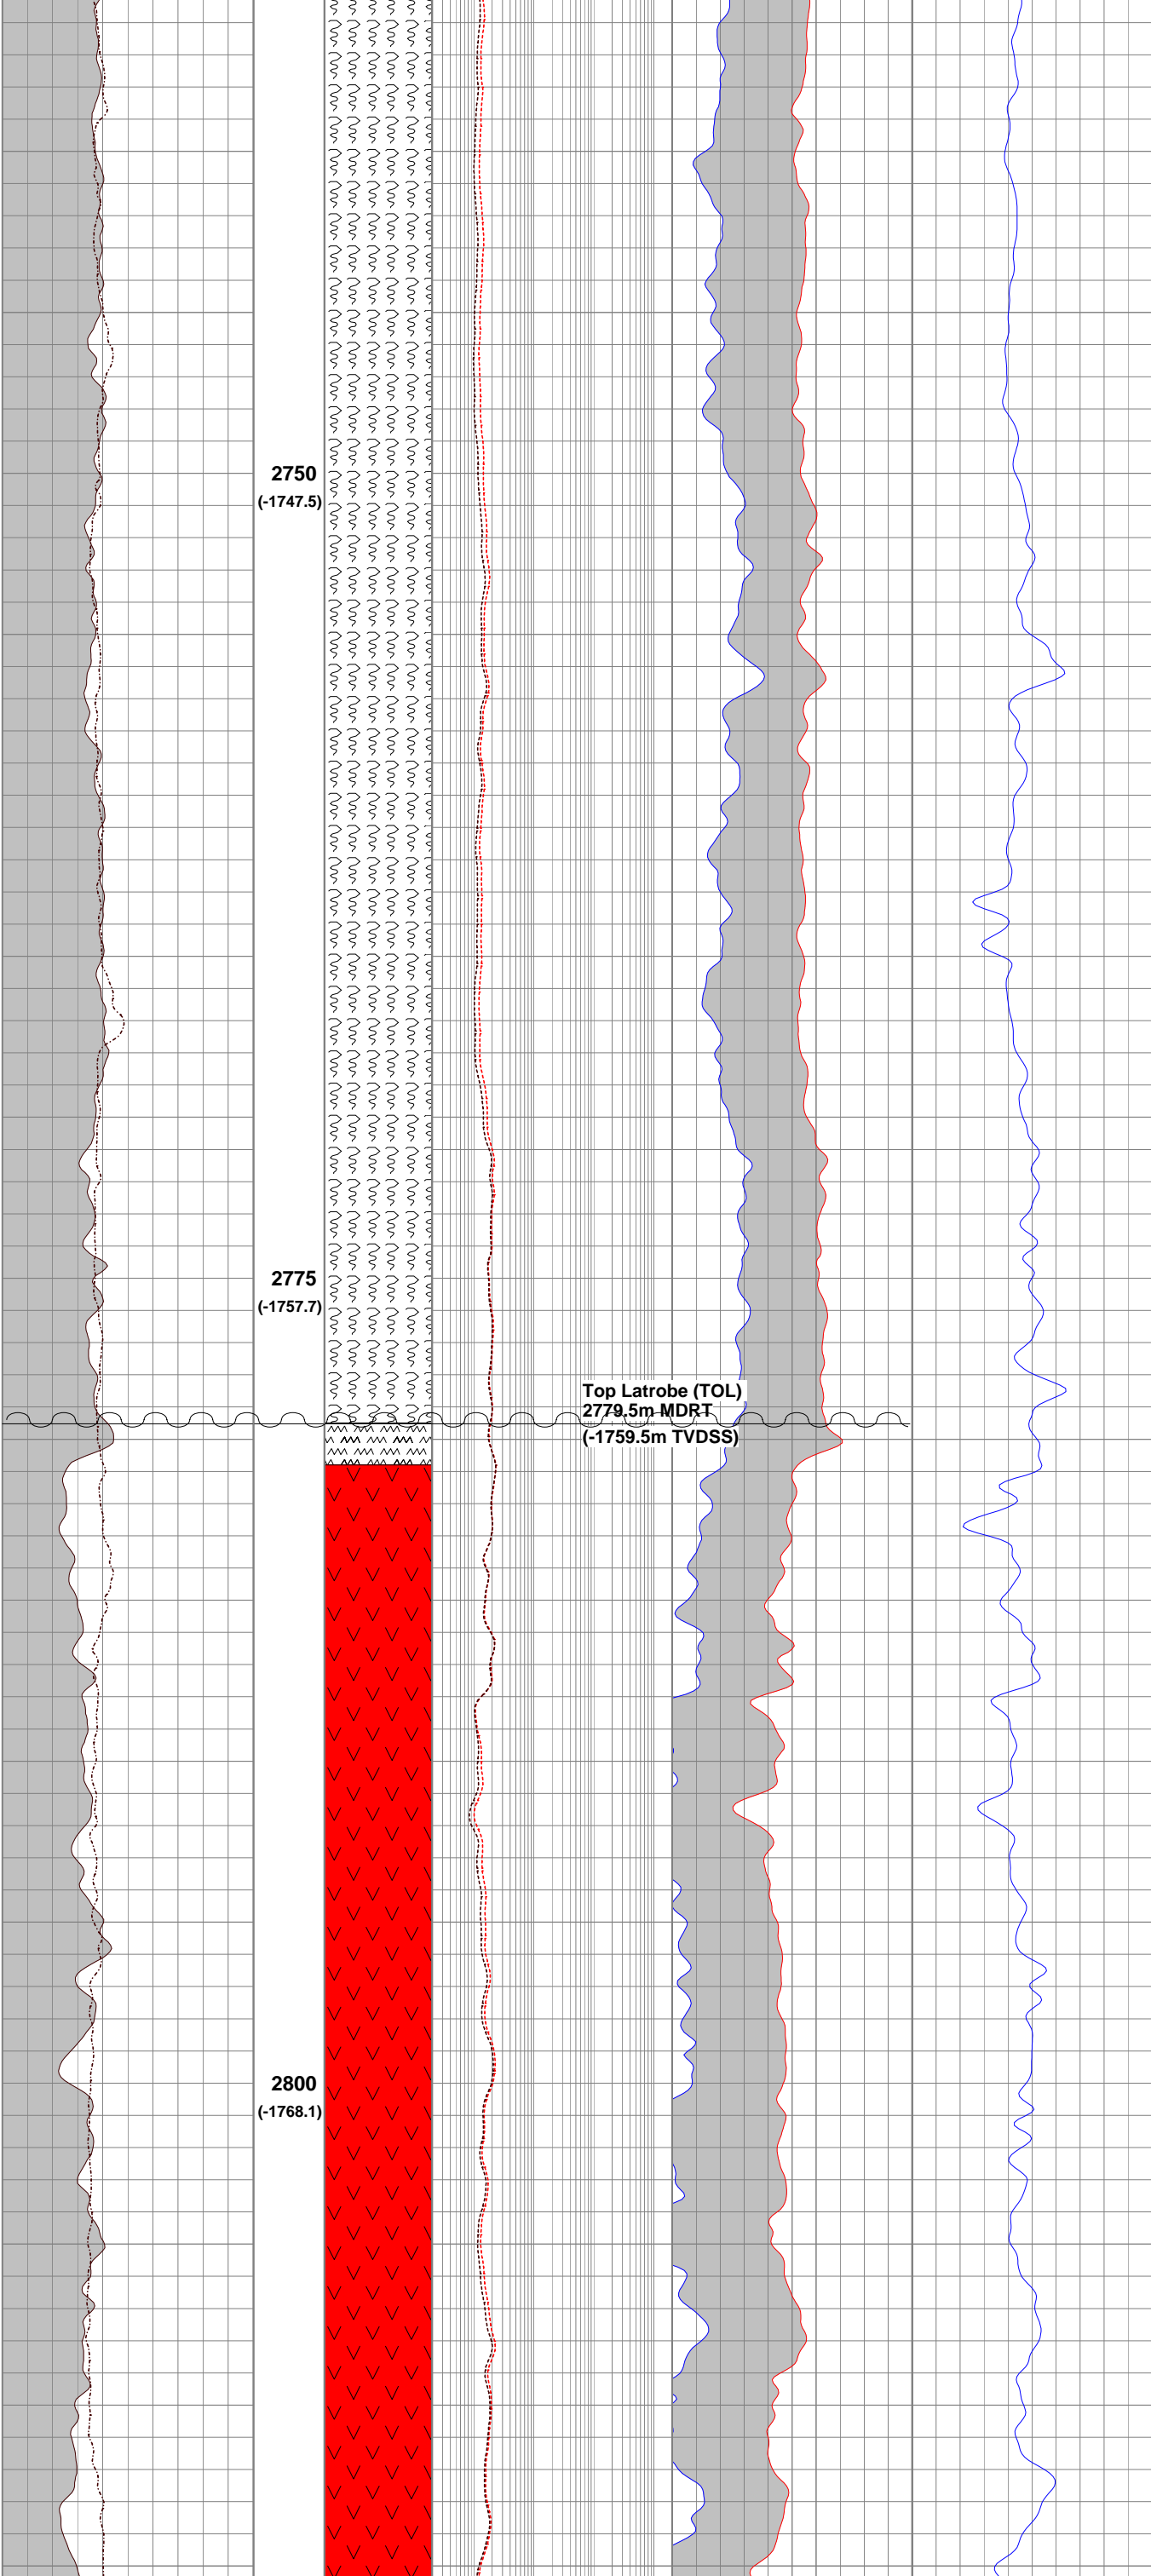 2750
(-1747.5)
2775
(-1757.7)
Top Latrobe (TOL)
2779.5m MDRT
(-1759.5m TVDSS)
2800
(-1768.1)